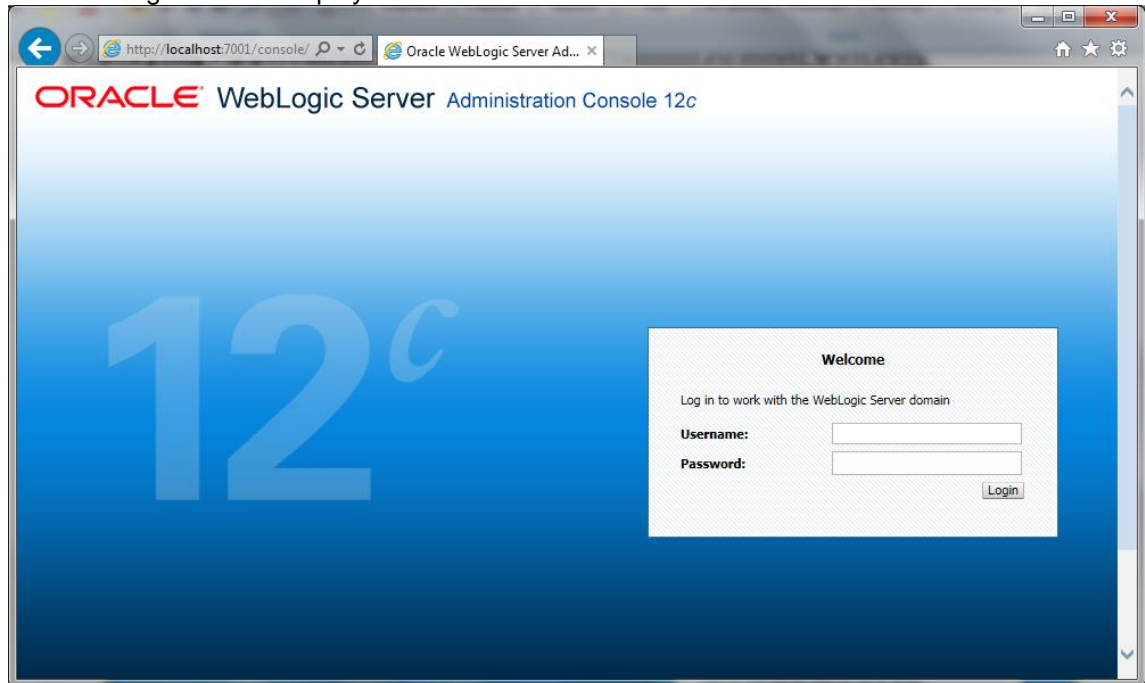 http://localhost:7001/console/
Oracle WebLogic Server Ad...
ORACLE WebLogic Server Administration Console 12c
12c
Welcome
Log in to work with the WebLogic Server domain
Username:
Password:
Login